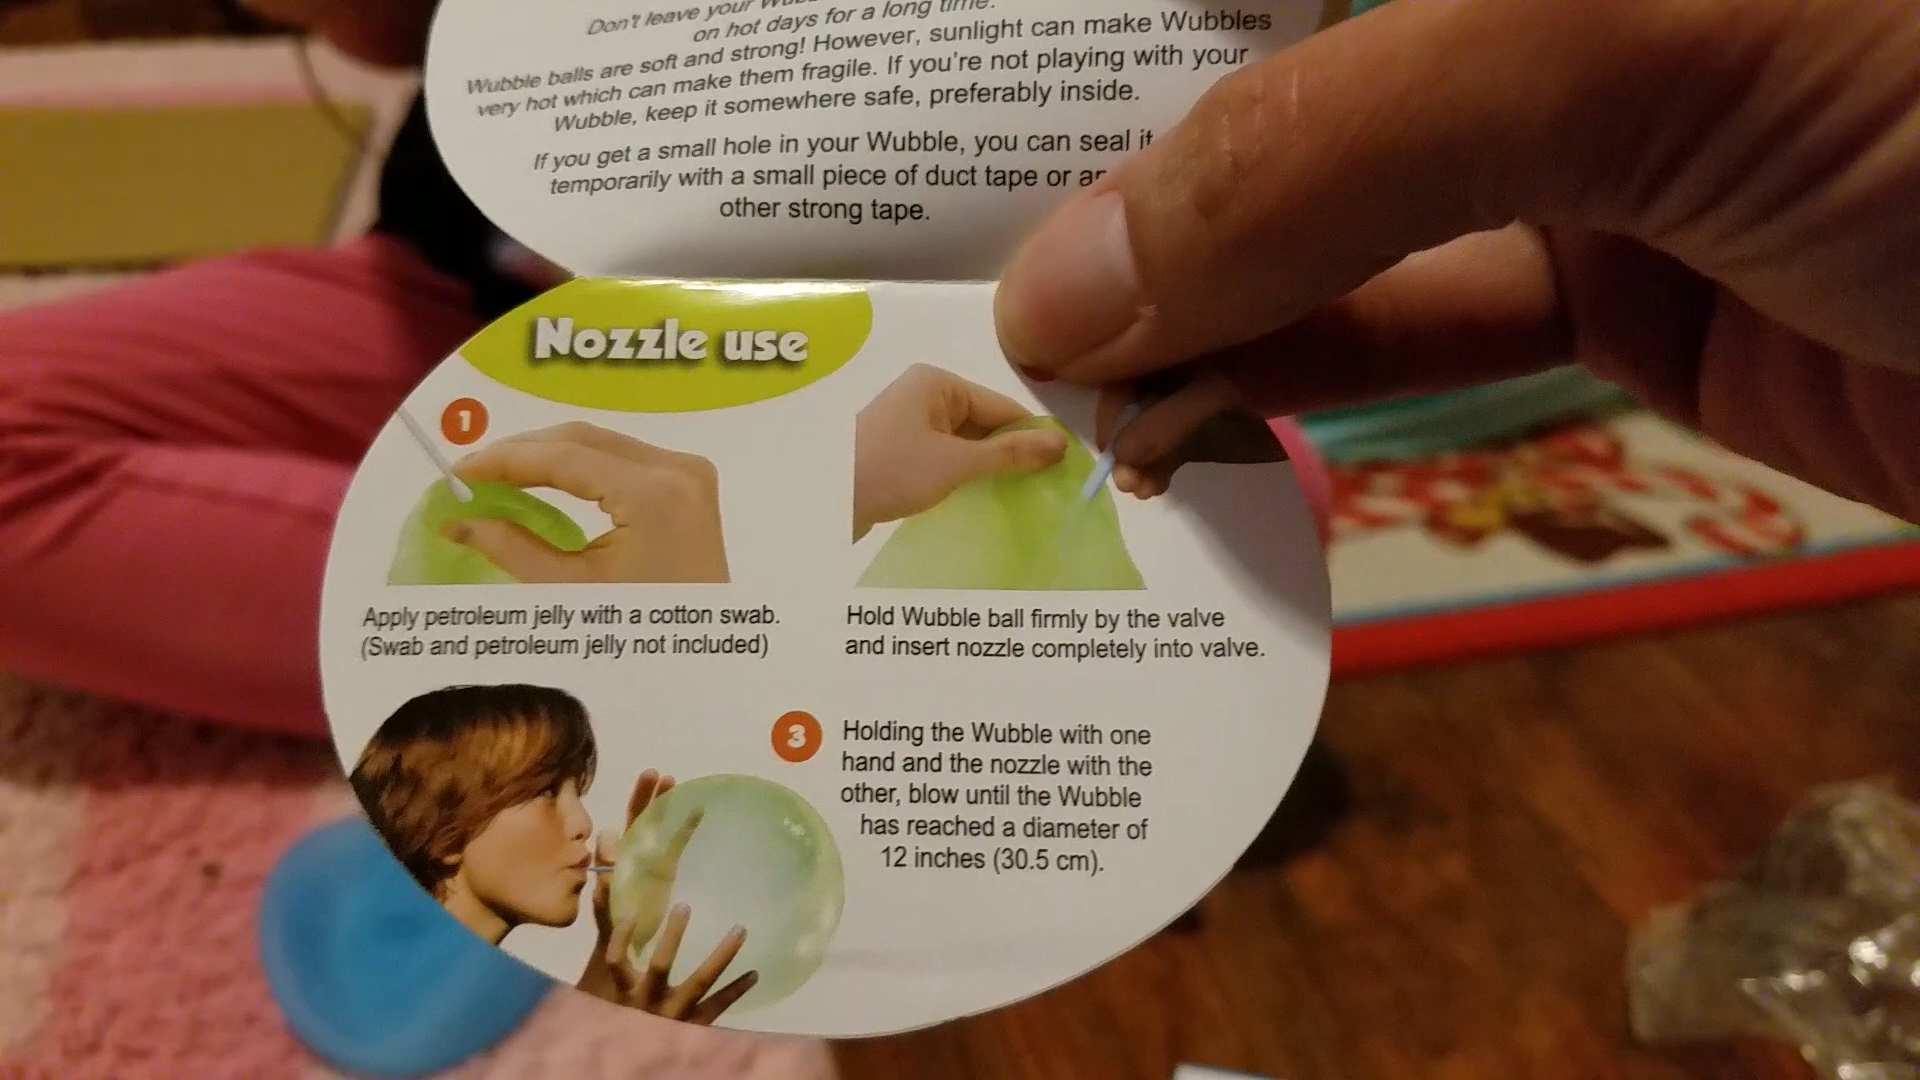 Don't leave your
on hot days for a long time.
Wubble balls are soft and strong! However, sunlight can make Wubbles
very hot which can make them fragile. If you're not playing with your
Wubble, keep it somewhere safe, preferably inside.
If you get a small hole in your Wubble, you can seal it
temporarily with a small piece of duct tape or
other strong tape.
Nozzle use
1
Apply petroleum jelly with a cotton swab.
(Swab and petroleum jelly not included)
Hold Wubble ball firmly by the valve
and insert nozzle completely into valve.
3
Holding the Wubble with one
hand and the nozzle with the
other, blow until the Wubble
has reached a diameter of
12 inches (30.5 cm).